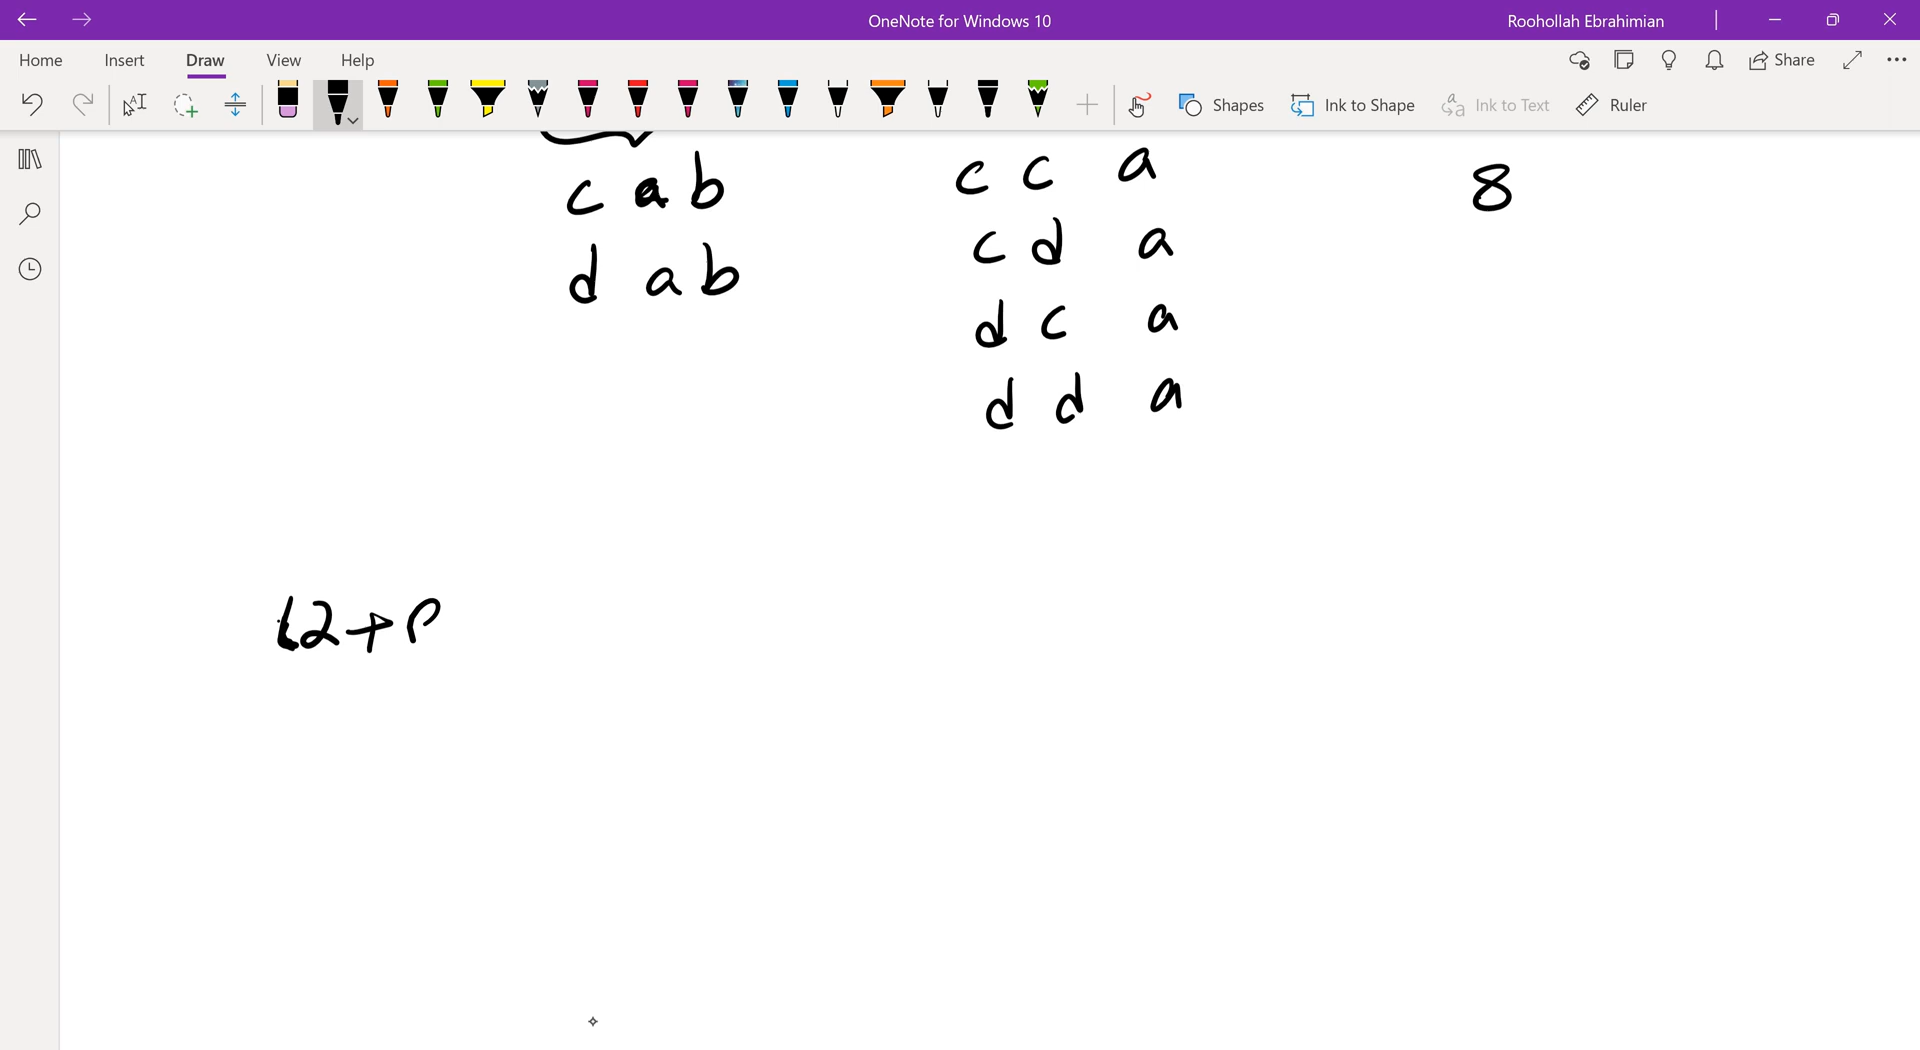 OneNote for Windows 10
Roohollah Ebrahimian
Home Insert Draw View Help
Share
Shapes
Ink to Shape
Ink to Text
Ruler
c a b
d a b
c c a
c d a
d c a
d d a
8